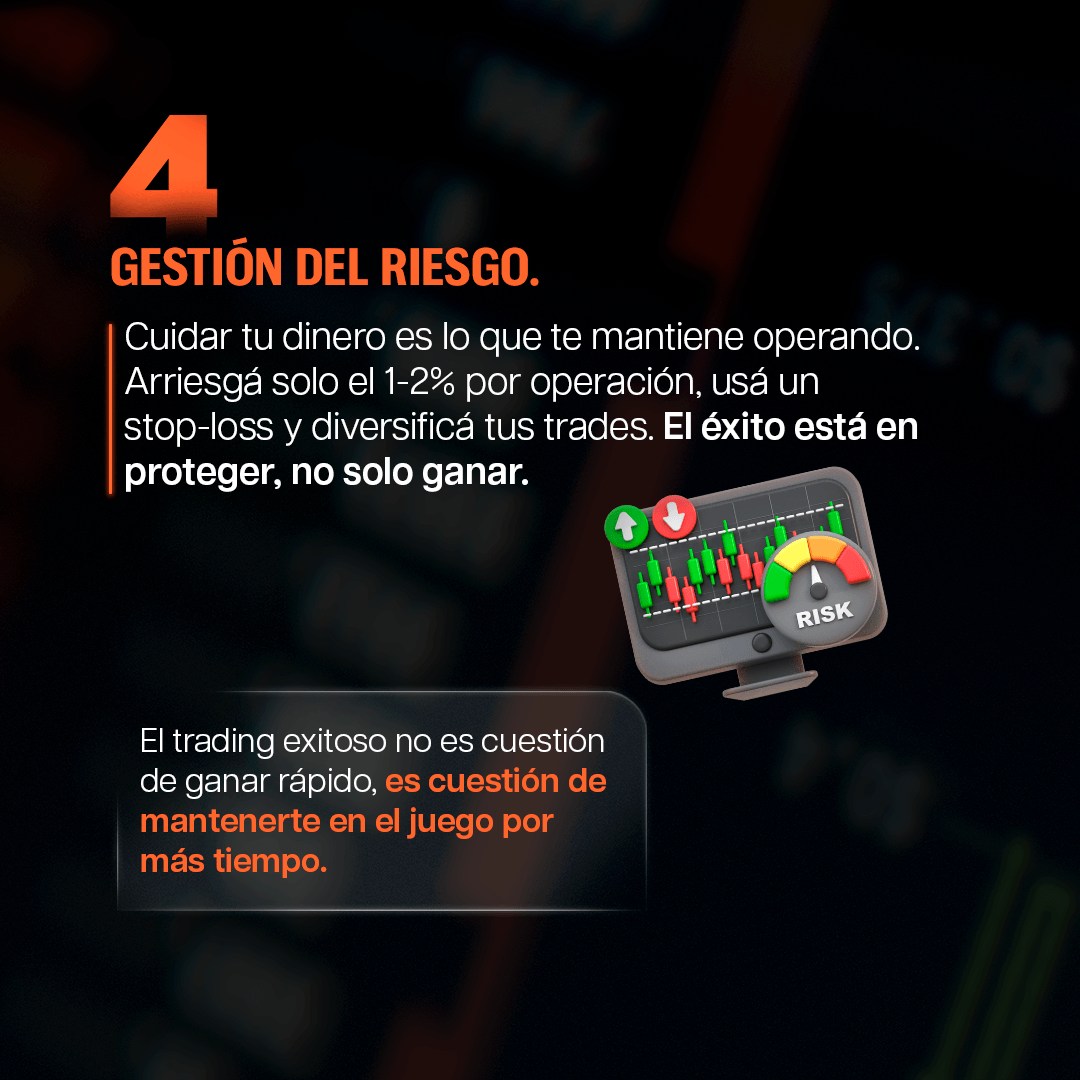 4
GESTIÓN DEL RIESGO.
Cuidar tu dinero es lo que te mantiene operando.
Arriesgá solo el 1-2% por operación, usá un
stop-loss y diversificá tus trades. El éxito está en
proteger, no solo ganar.
RISK
El trading exitoso no es cuestión
de ganar rápido, es cuestión de
mantenerte en el juego por
más tiempo.